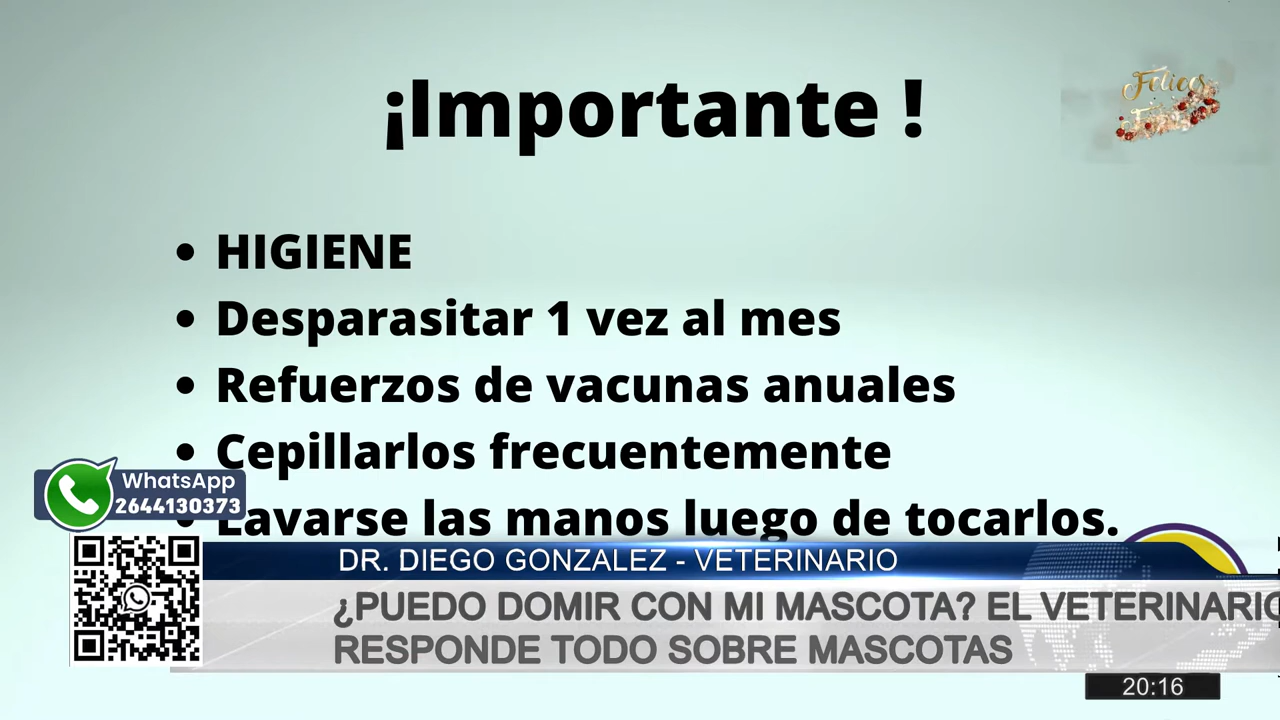 ¡Importante !
Felices
Fiestas
• HIGIENE
• Desparasitar 1 vez al mes
• Refuerzos de vacunas anuales
• Cepillarlos frecuentemente
• Lavarse las manos luego de tocarlos.
WhatsApp
2644130373
DR. DIEGO GONZALEZ - VETERINARIO
¿PUEDO DOMIR CON MI MASCOTA? EL VETERINARIO
RESPONDE TODO SOBRE MASCOTAS
20:16